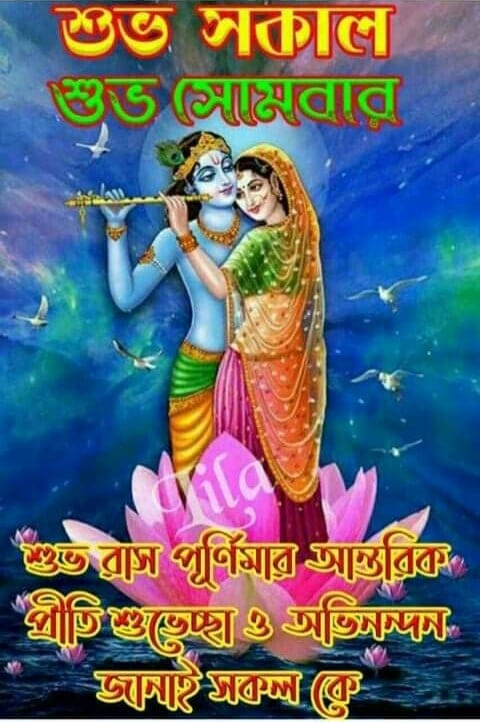 শুভ সকাল
শুভ সোমবার
Lila
শুভ রাস পূর্ণিমার আন্তরিক
প্রীতি শুভেচ্ছা ও অভিনন্দন
জানাই সকল কে